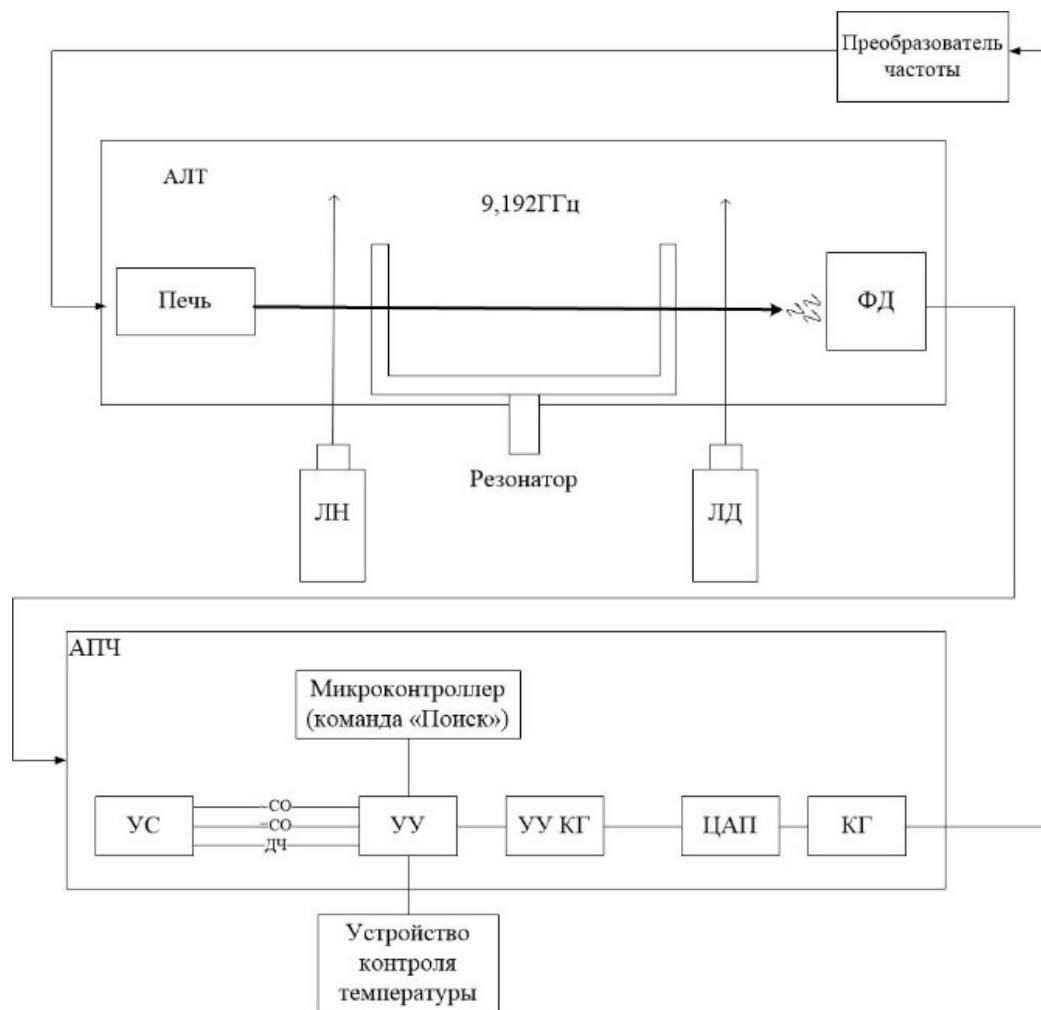 Преобразователь
частоты
АЛТ
9,192ГГц
Печь
ФД
Резонатор
ЛН
ЛД
АПЧ
Микроконтроллер
(команда «Поиск»)
УС
~СО
=СО
ДЧ
УУ
УУ КГ
ЦАП
КГ
Устройство
контроля
температуры